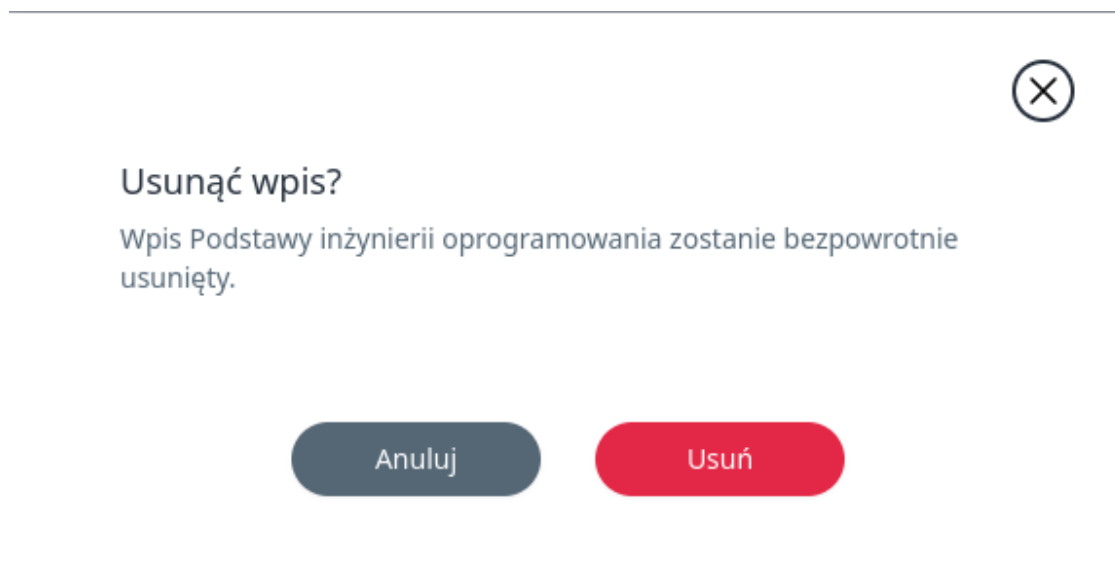 Usunąć wpis?
Wpis Podstawy inżynierii oprogramowania zostanie bezpowrotnie
usunięty.
Anuluj
Usuń